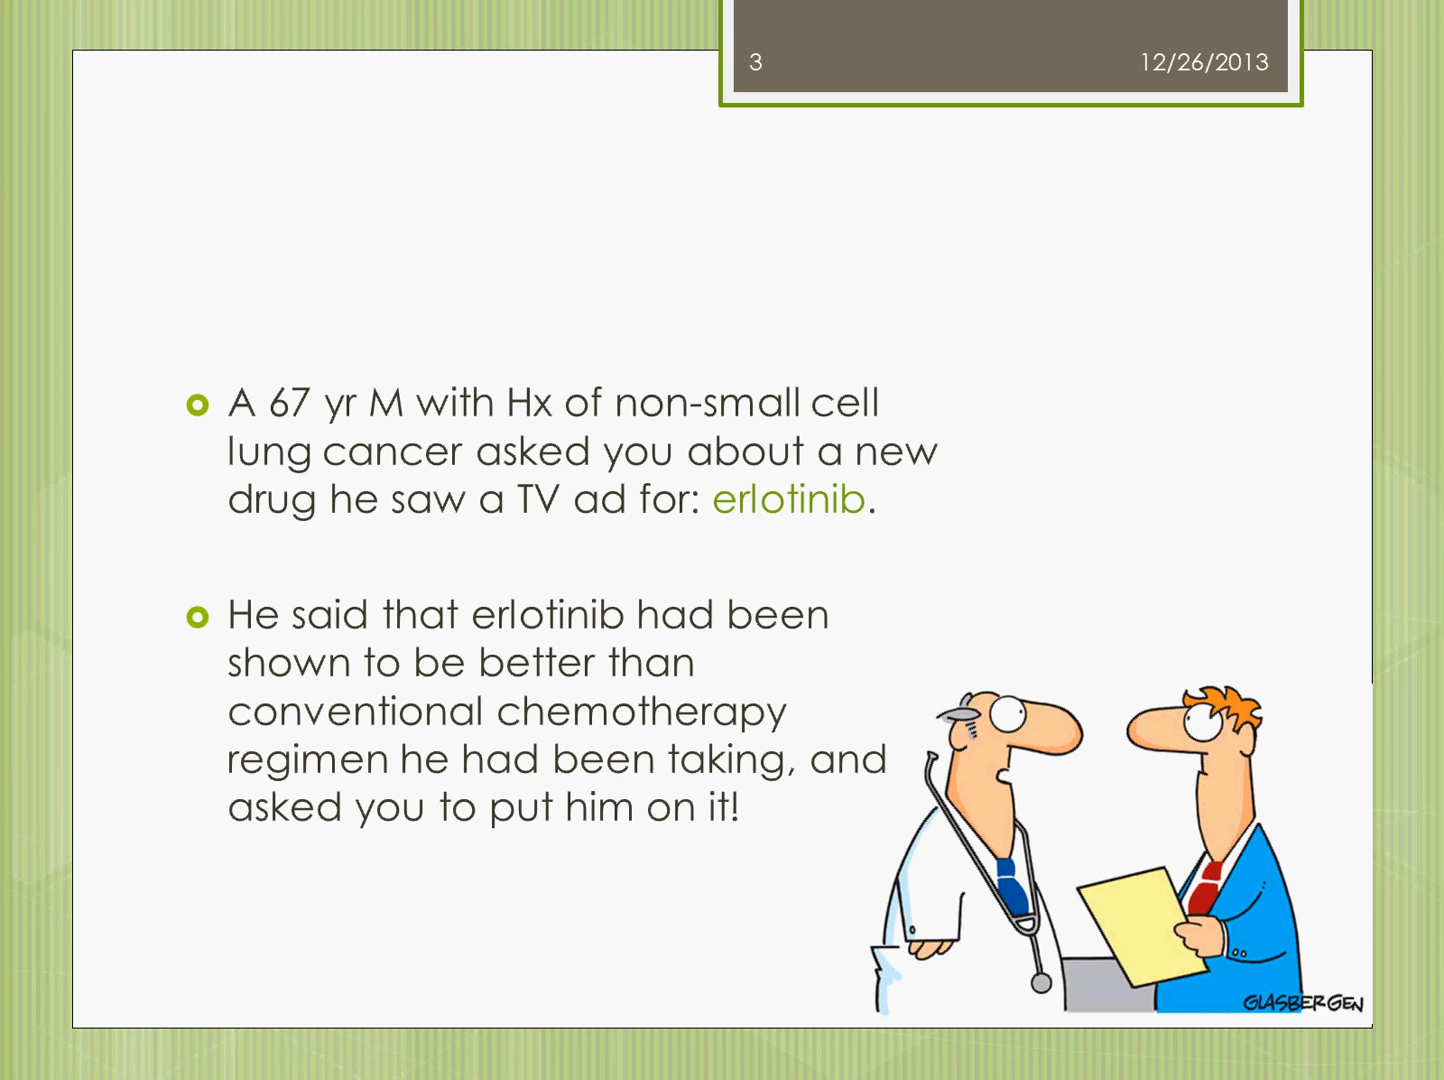 3
12/26/2013
A 67 yr M with Hx of non-small cell
lung cancer asked you about a new
drug he saw a TV ad for: erlotinib.
He said that erlotinib had been
shown to be better than
conventional chemotherapy
regimen he had been taking, and
asked you to put him on it!
GLASBERGEN